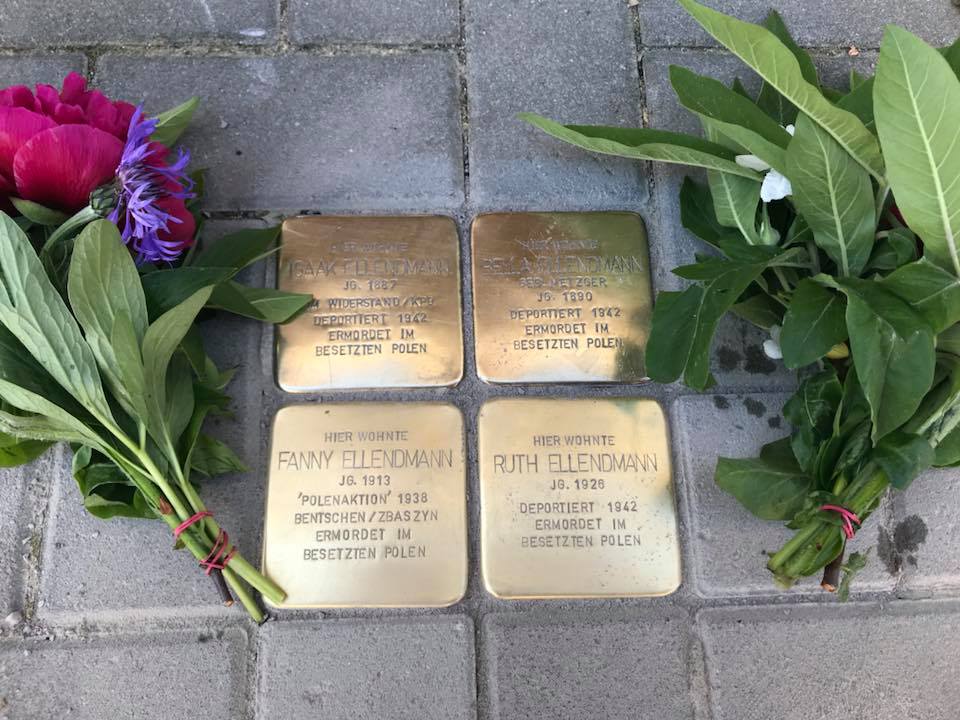 HIER WOHNTE
ISAAK ELLENDMANN
JG. 1887
IM WIDERSTAND/KPD
DEPORTIERT 1942
ERMORDET IM
BESETZTEN POLEN
HIER WOHNTE
BELLA ELLENDMANN
GEB. METZGER
JG. 1890
DEPORTIERT 1942
ERMORDET IM
BESETZTEN POLEN
HIER WOHNTE
FANNY ELLENDMANN
JG. 1913
'POLENAKTION' 1938
BENTSCHEN/ZBASZYN
ERMORDET IM
BESETZTEN POLEN
HIER WOHNTE
RUTH ELLENDMANN
JG. 1926
DEPORTIERT 1942
ERMORDET IM
BESETZTEN POLEN